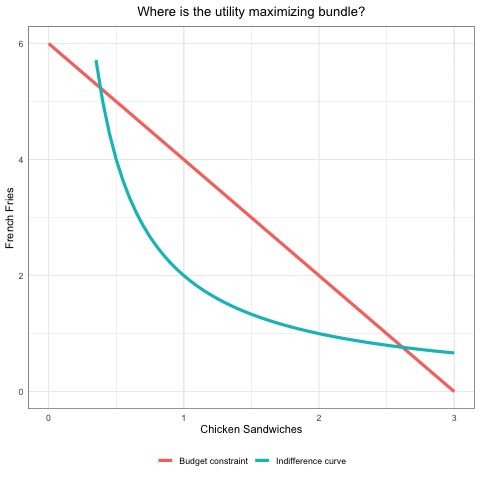 Where is the utility maximizing bundle?
French Fries
6
4
2
0
0 1 2 3
Chicken Sandwiches
Budget constraint Indifference curve